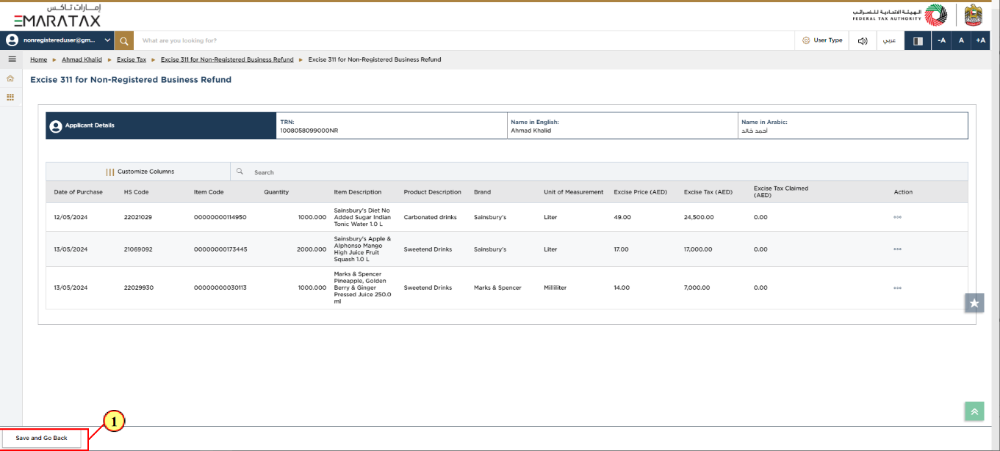 إمـــارات تـاكــس
EMARATAX
الهيئة الاتحادية للضرائب
FEDERAL TAX AUTHORITY
nonregistereduser@gm...
What are you looking for?
User Type
عربي
-A
A
+A
Home ▸ Ahmad Khalid ▸ Excise Tax ▸ Excise 311 for Non-Registered Business Refund ▸ Excise 311 for Non-Registered Business Refund
Excise 311 for Non-Registered Business Refund
Applicant Details
TRN:
1008058099000NR
Name in English:
Ahmad Khalid
Name in Arabic:
أحمد خالد
Customize Columns
Search
Date of Purchase HS Code Item Code Quantity Item Description Product Description Brand Unit of Measurement Excise Price (AED) Excise Tax (AED) Excise Tax Claimed (AED) Action
12/05/2024 22021029 00000000114950 1000.000 Sainsbury's Diet No Added Sugar Indian Tonic Water 1.0 L Carbonated drinks Sainsbury's Liter 49.00 24,500.00 0.00
13/05/2024 21069092 00000000173445 2000.000 Sainsbury's Apple & Alphonso Mango High Juice Fruit Squash 1.0 L Sweetend Drinks Sainsbury's Liter 17.00 17,000.00 0.00
13/05/2024 22029930 00000000030113 1000.000 Marks & Spencer Pineapple, Golden Berry & Ginger Pressed Juice 250.0 ml Sweetend Drinks Marks & Spencer Milliliter 14.00 7,000.00 0.00
1
Save and Go Back